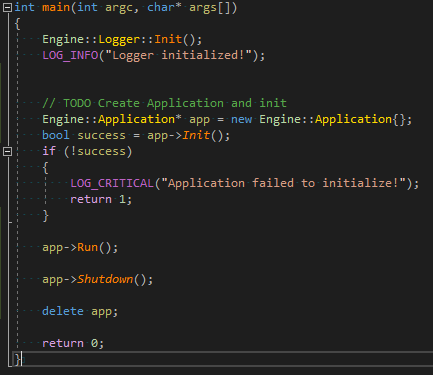 int main(int argc, char* args[])
{
Engine::Logger::Init();
LOG_INFO("Logger initialized!");
// TODO Create Application and init
Engine::Application* app = new Engine::Application{};
bool success = app->Init();
if (!success)
{
LOG_CRITICAL("Application failed to initialize!");
return 1;
}
app->Run();
app->Shutdown();
delete app;
return 0;
}